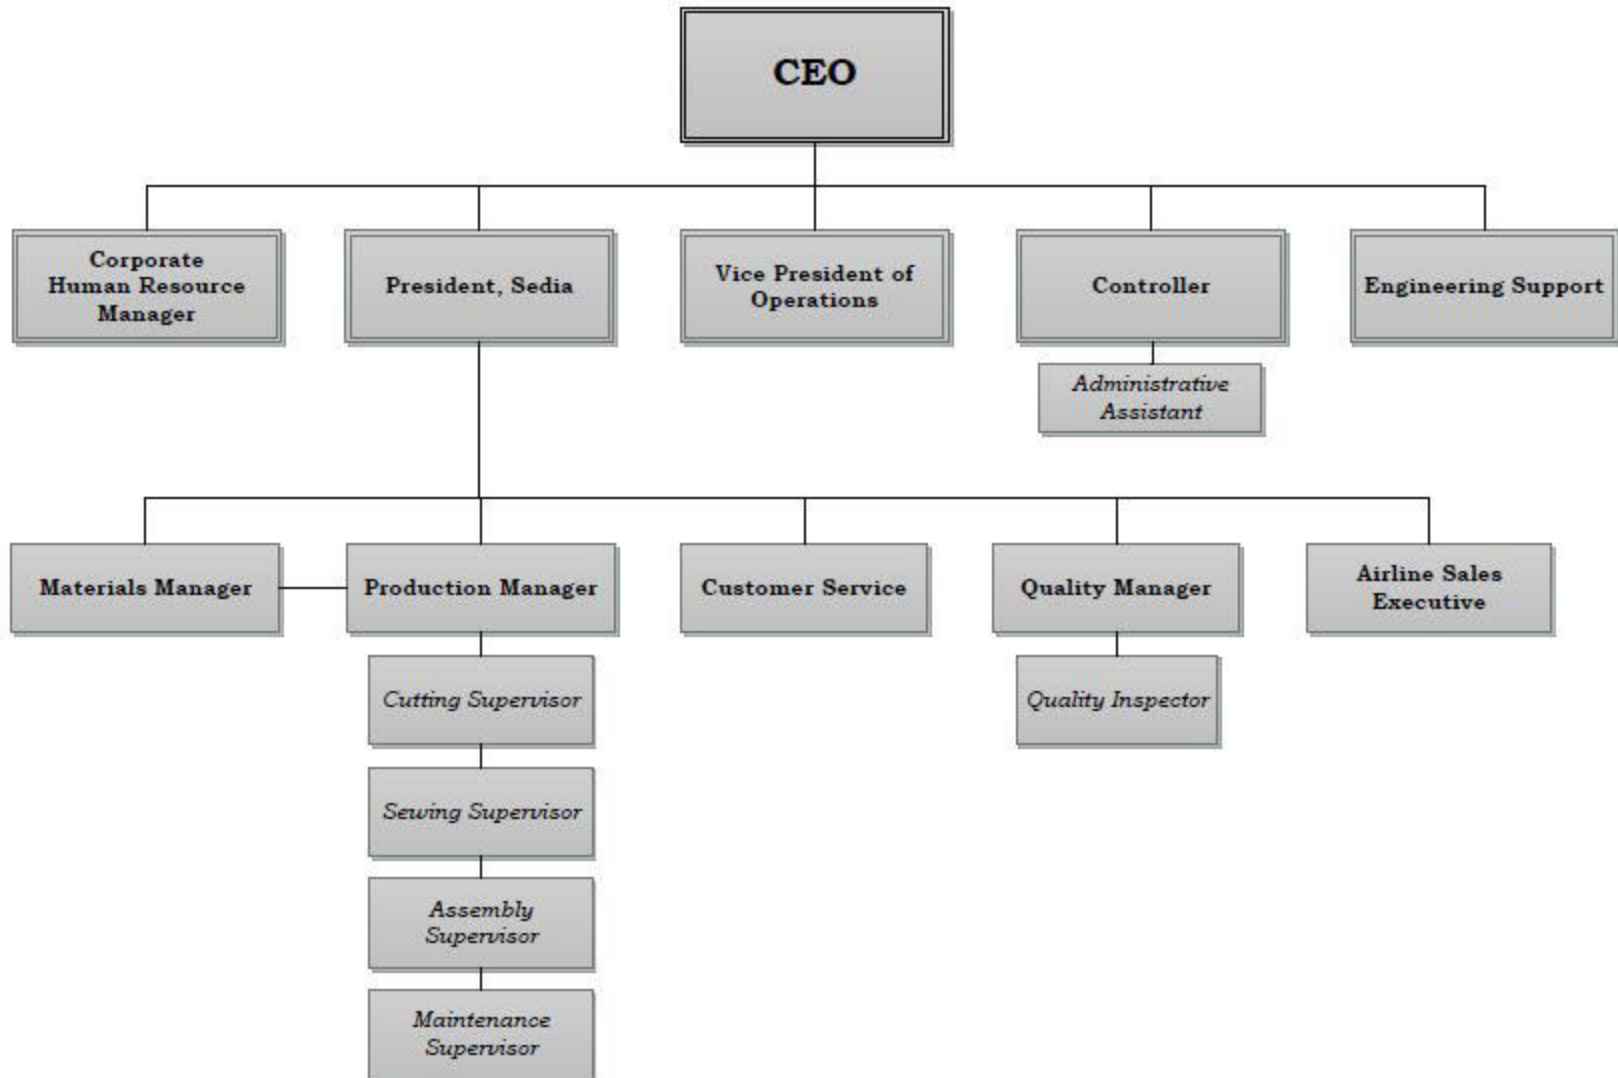 CEO
Corporate
Human Resource
Manager
President, Sedia
Vice President of
Operations
Controller
Engineering Support
Administrative
Assistant
Materials Manager
Production Manager
Customer Service
Quality Manager
Airline Sales
Executive
Cutting Supervisor
Quality Inspector
Sewing Supervisor
Assembly
Supervisor
Maintenance
Supervisor